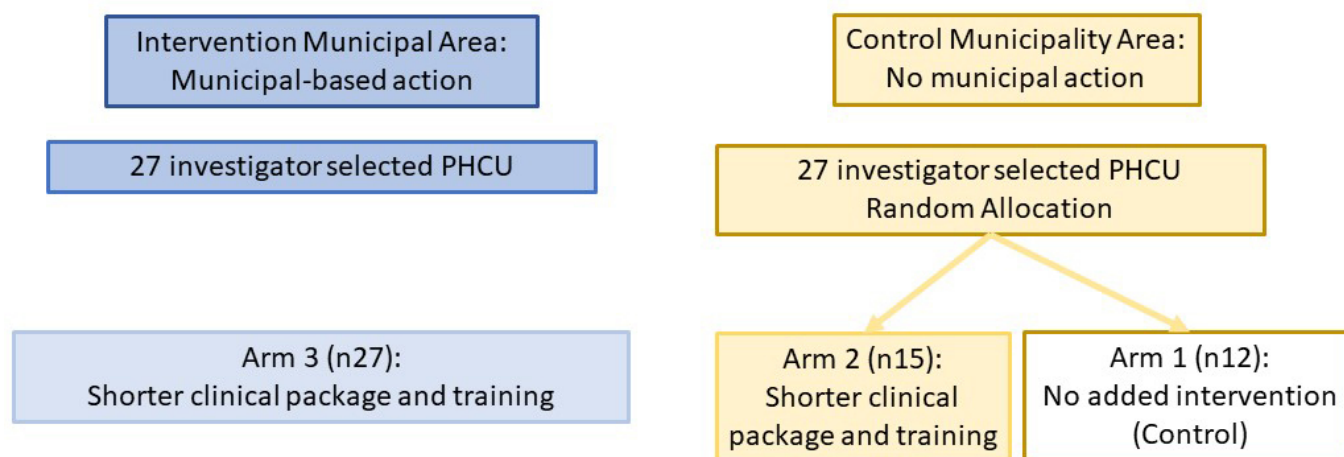 Intervention Municipal Area:
Municipal-based action
Control Municipality Area:
No municipal action
27 investigator selected PHCU
27 investigator selected PHCU
Random Allocation
Arm 3 (n27):
Shorter clinical package and training
Arm 2 (n15):
Shorter clinical
package and training
Arm 1 (n12):
No added intervention
(Control)